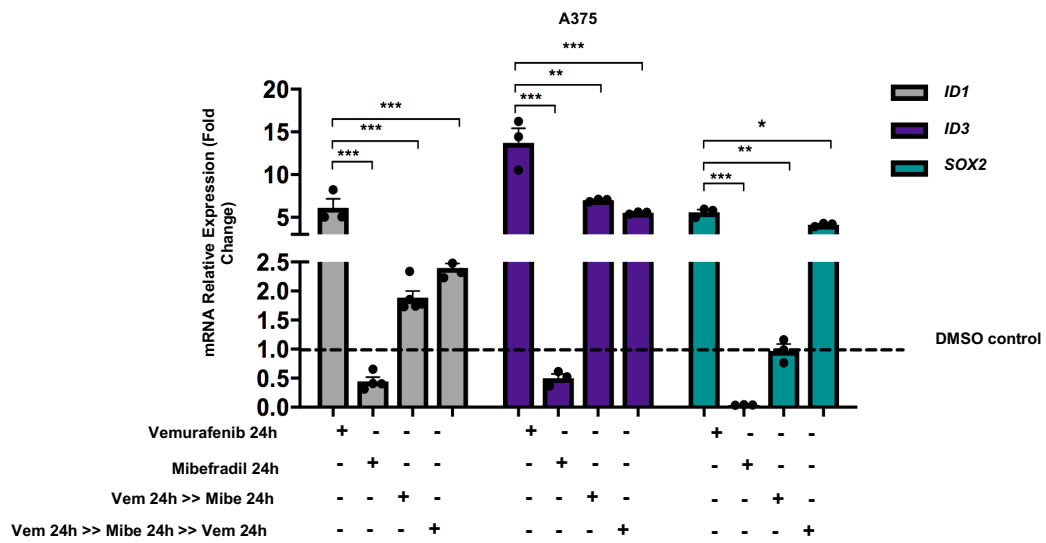 A375
mRNA Relative Expression (Fold
Change)
20
15
10
5
2.5
2.0
1.5
1.0
0.5
0.0
***
***
***
***
**
***
*
**
***
ID1
ID3
SOX2
DMSO control
Vemurafenib 24h + - - - + - - - + - - -
Mibefradil 24h - + - - - + - - - + - -
Vem 24h >> Mibe 24h - - + - - - + - - - + -
Vem 24h >> Mibe 24h >> Vem 24h - - - + - - - + - - - +